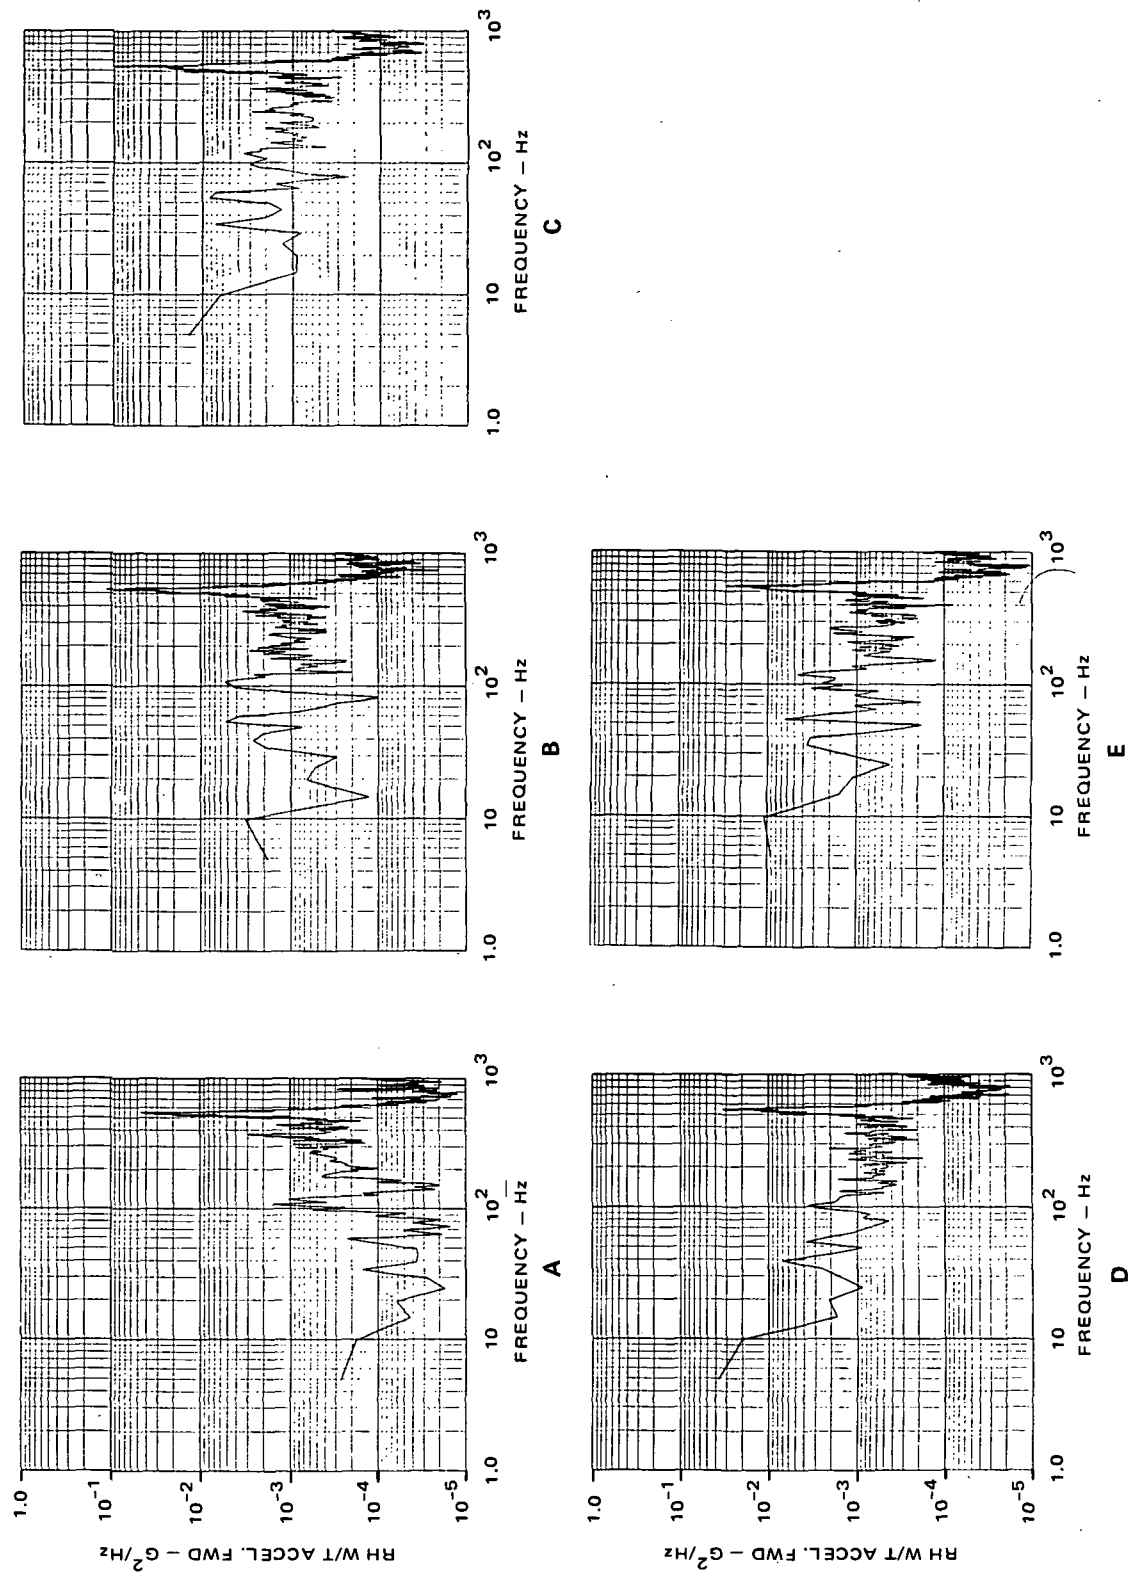 RH W/T ACCEL. FWD – G²/Hz
1.0
10⁻¹
10⁻²
10⁻³
10⁻⁴
10⁻⁵
1.0 10 10² 10³
FREQUENCY – Hz
A
1.0 10 10² 10³
FREQUENCY – Hz
B
1.0 10 10² 10³
FREQUENCY – Hz
C
RH W/T ACCEL. FWD – G²/Hz
1.0
10⁻¹
10⁻²
10⁻³
10⁻⁴
10⁻⁵
1.0 10 10² 10³
FREQUENCY – Hz
D
1.0 10 10² 10³
FREQUENCY – Hz
E